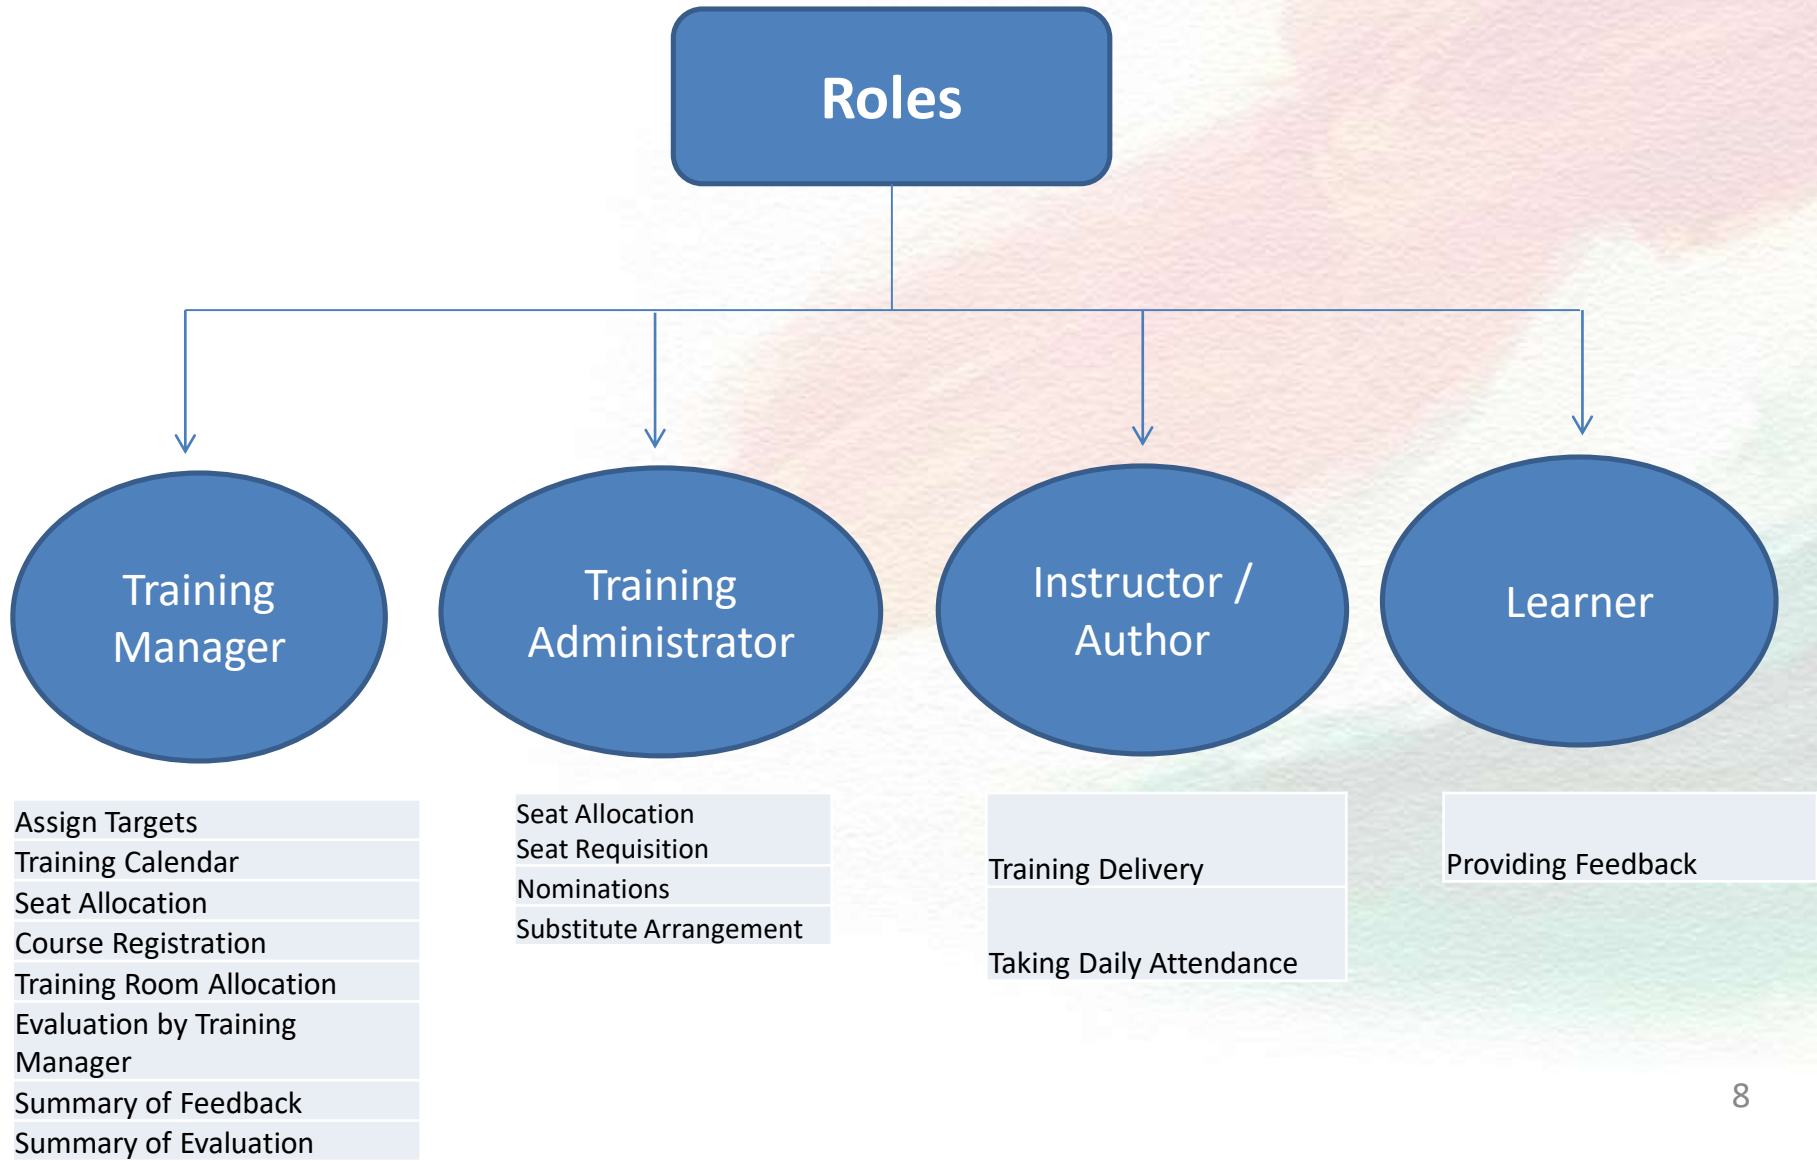 Roles
Training
Manager
Training
Administrator
Instructor /
Author
Learner
Assign Targets
Training Calendar
Seat Allocation
Course Registration
Training Room Allocation
Evaluation by Training
Manager
Summary of Feedback
Summary of Evaluation
Seat Allocation
Seat Requisition
Nominations
Substitute Arrangement
Training Delivery
Taking Daily Attendance
Providing Feedback
8